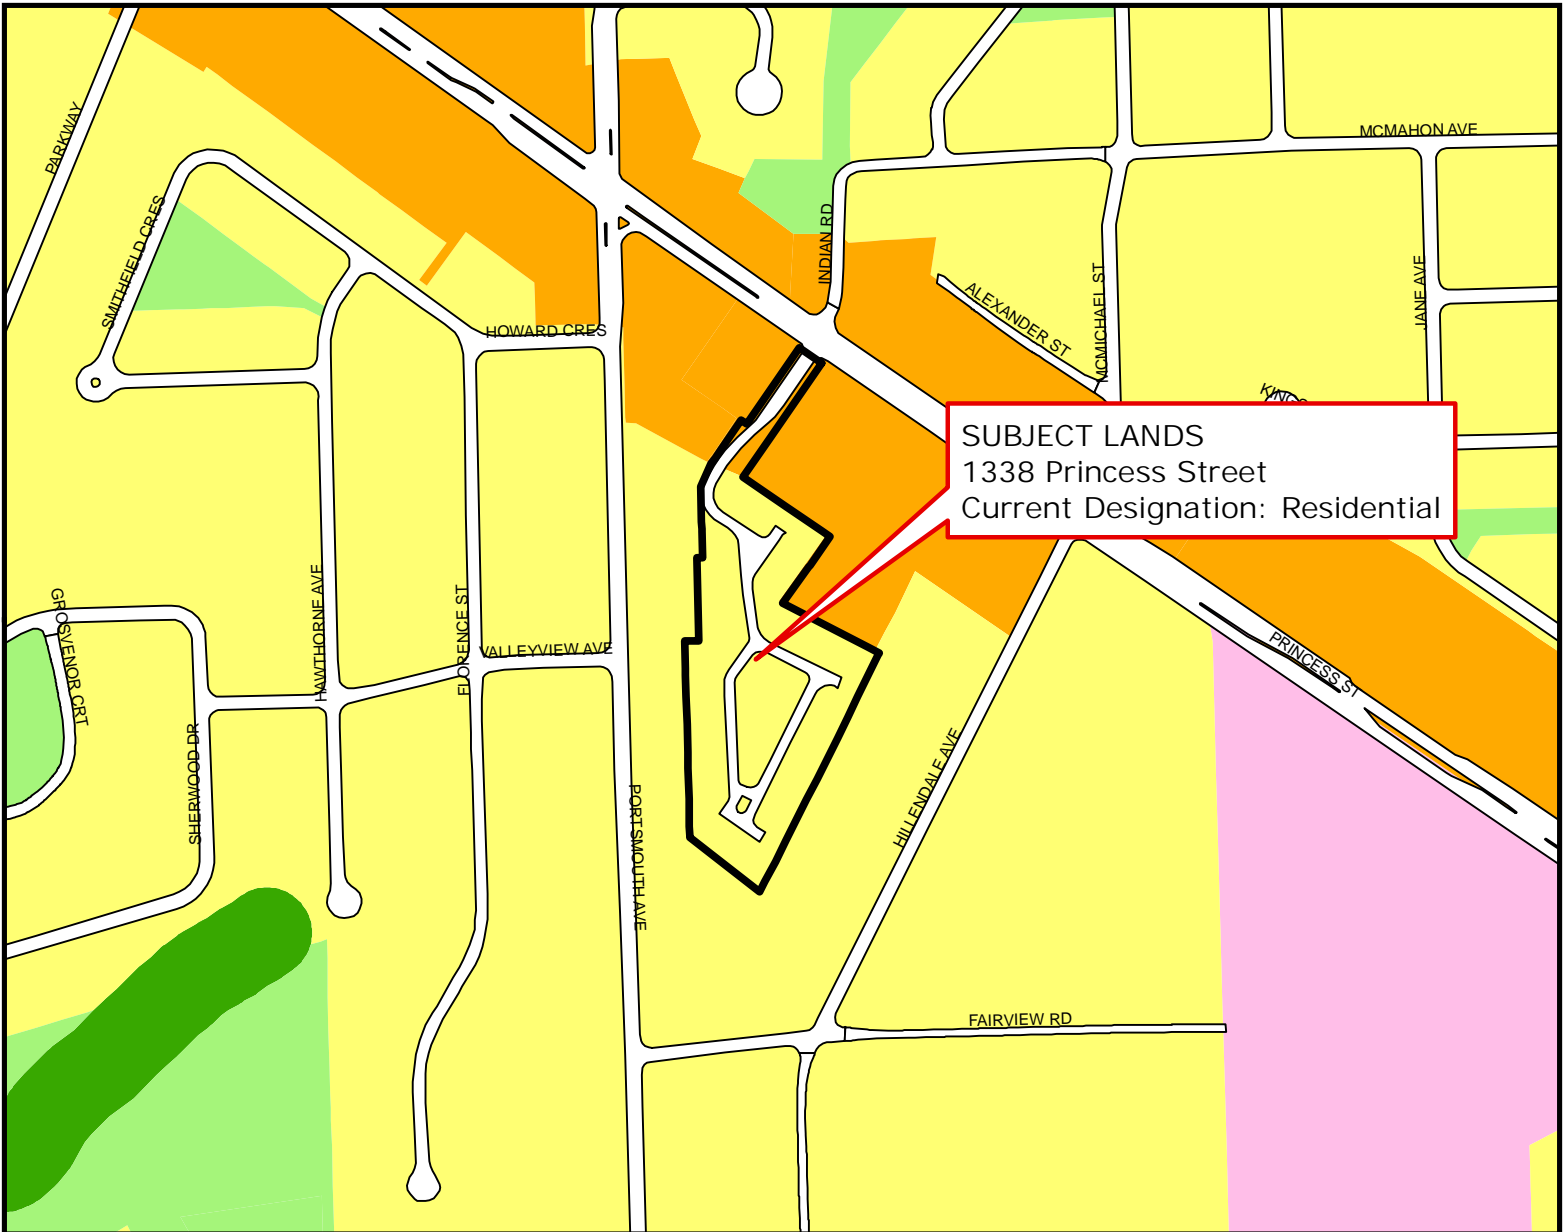 MCMAHON AVE
PARKWAY
SMITHFIELD CRES
INDIAN RD
ALEXANDER ST
MCMICHAEL ST
JANE AVE
HOWARD CRES
SUBJECT LANDS
1338 Princess Street
Current Designation: Residential
GROSVENOR CRT
HAWTHORNE AVE
FLORENCE ST
VALLEYVIEW AVE
PRINCESS ST
SHERWOOD DR
PORTSMOUTH AVE
HILLENDALE AVE
FAIRVIEW RD